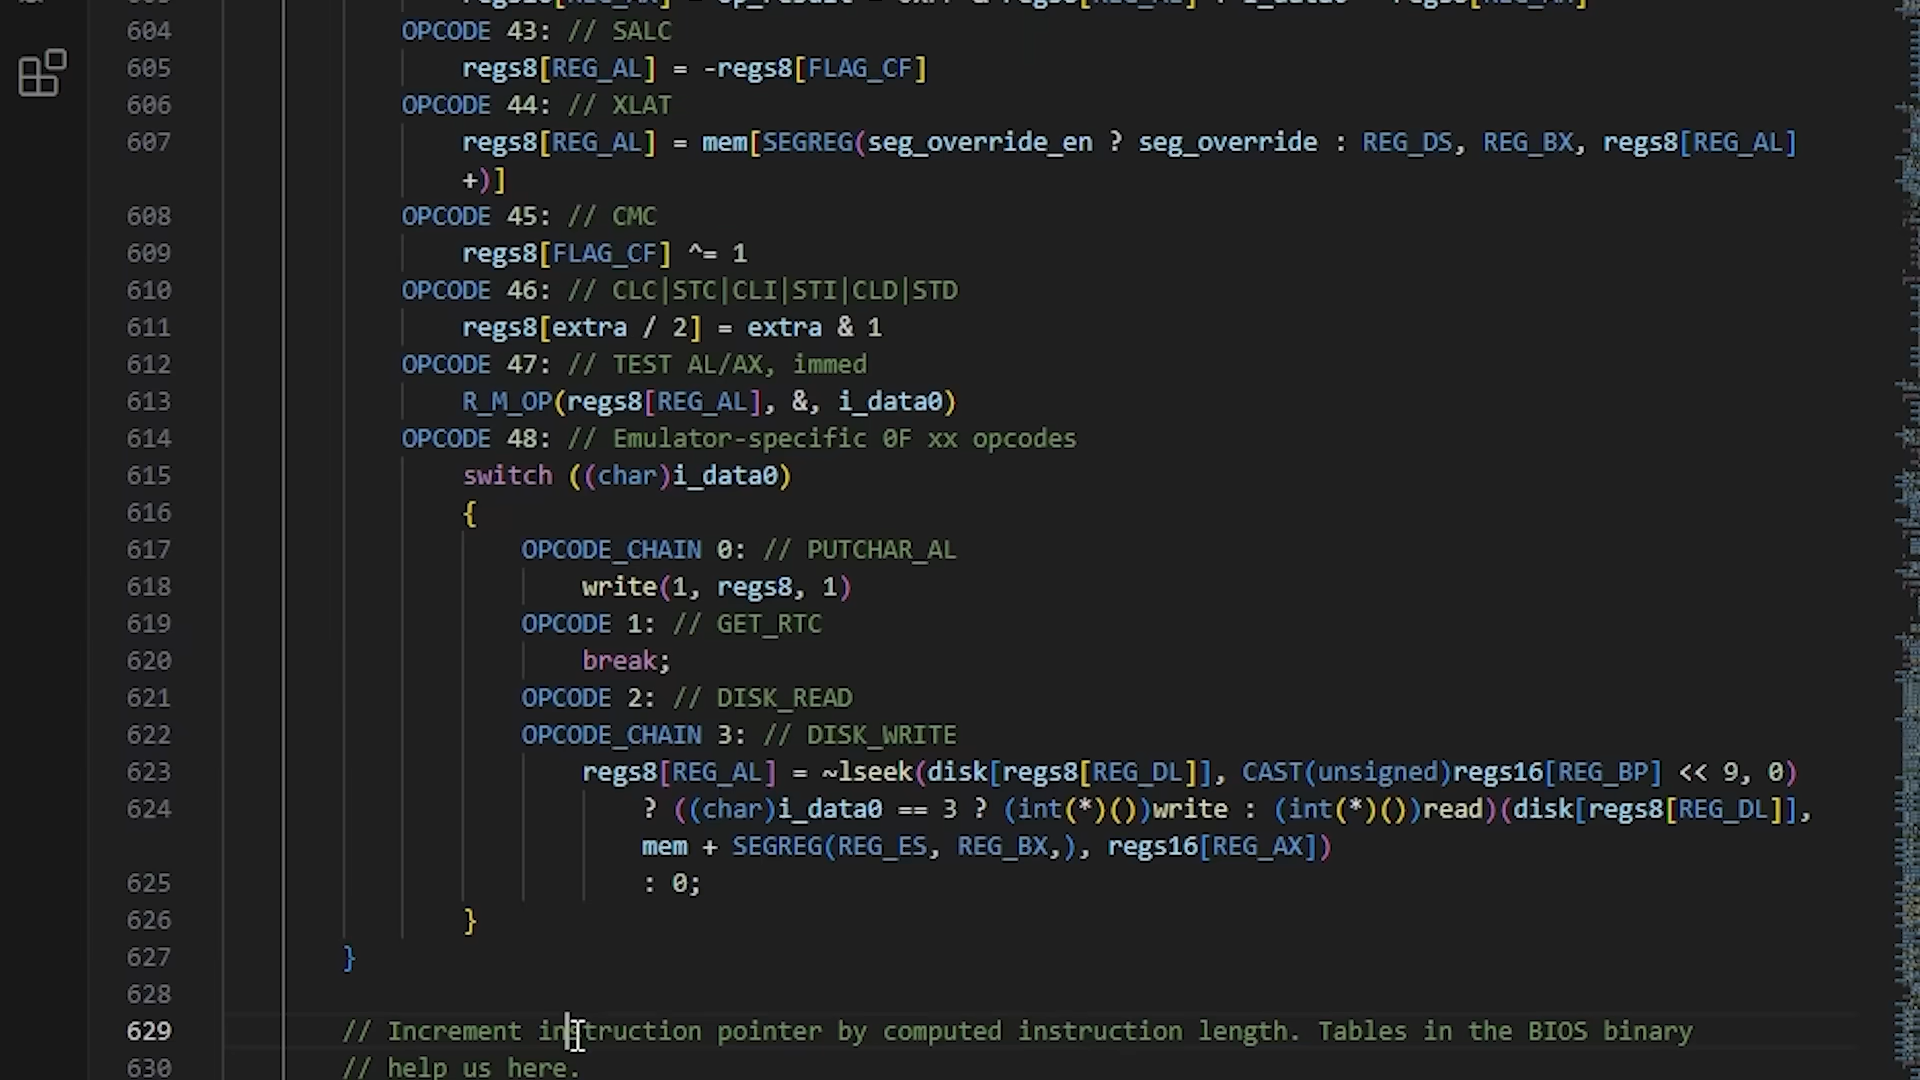 604 OPCODE 43: // SALC
605 regs8[REG_AL] = -regs8[FLAG_CF]
606 OPCODE 44: // XLAT
607 regs8[REG_AL] = mem[SEGREG(seg_override_en ? seg_override : REG_DS, REG_BX, regs8[REG_AL]
+)]
608 OPCODE 45: // CMC
609 regs8[FLAG_CF] ^= 1
610 OPCODE 46: // CLC|STC|CLI|STI|CLD|STD
611 regs8[extra / 2] = extra & 1
612 OPCODE 47: // TEST AL/AX, immed
613 R_M_OP(regs8[REG_AL], &, i_data0)
614 OPCODE 48: // Emulator-specific 0F xx opcodes
615 switch ((char)i_data0)
616 {
617 OPCODE_CHAIN 0: // PUTCHAR_AL
618 write(1, regs8, 1)
619 OPCODE 1: // GET_RTC
620 break;
621 OPCODE 2: // DISK_READ
622 OPCODE_CHAIN 3: // DISK_WRITE
623 regs8[REG_AL] = ~lseek(disk[regs8[REG_DL]], CAST(unsigned)regs16[REG_BP] << 9, 0)
624 ? ((char)i_data0 == 3 ? (int(*)())write : (int(*)())read)(disk[regs8[REG_DL]],
mem + SEGREG(REG_ES, REG_BX,), regs16[REG_AX])
625 : 0;
626 }
627 }
628
629 // Increment instruction pointer by computed instruction length. Tables in the BIOS binary
630 // help us here.